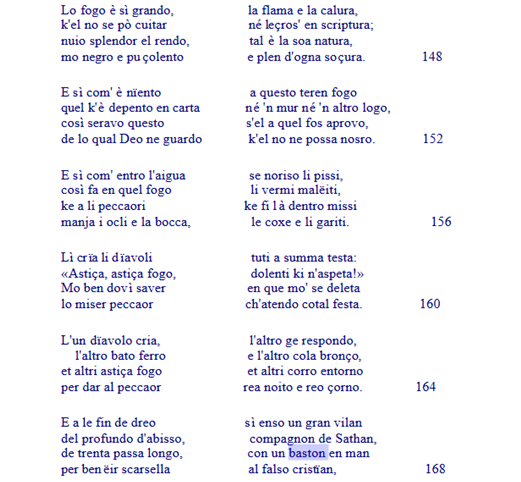 Lo fogo è sì grando, la flama e la calura,
k'el no se pò cuitar né leçros' en scriptura;
nuio splendor el rendo, tal è la soa natura,
mo negro e puçolento e plen d'ogna soçura. 148
E sì com' è nïento a questo teren fogo
quel k'è depento en carta né 'n mur né 'n altro logo,
così seravo questo s'el a quel fos aprovo,
de lo qual Deo ne guardo k'el no ne possa nosro. 152
E sì com' entro l'aigua se noriso li pissi,
così fa en quel fogo li vermi malëiti,
ke a li peccaori ke fi là dentro missi
manja i ocli e la bocca, le coxe e li gariti. 156
Lì crïa li dïavoli tuti a summa testa:
«Astiça, astiça fogo, dolenti ki n'aspeta!»
Mo ben dovì saver en que mo' se deleta
lo miser peccaor ch'atendo cotal festa. 160
L'un dïavolo cria, l'altro ge respondo,
l'altro bato ferro e l'altro cola bronço,
et altri astiça fogo et altri corro entorno
per dar al peccaor rea noito e reo çorno. 164
E a le fin de dreo sì enso un gran vilan
del profundo d'abisso, compagnon de Sathan,
de trenta passa longo, con un baston en man
per benëir scarsella al falso cristïan, 168